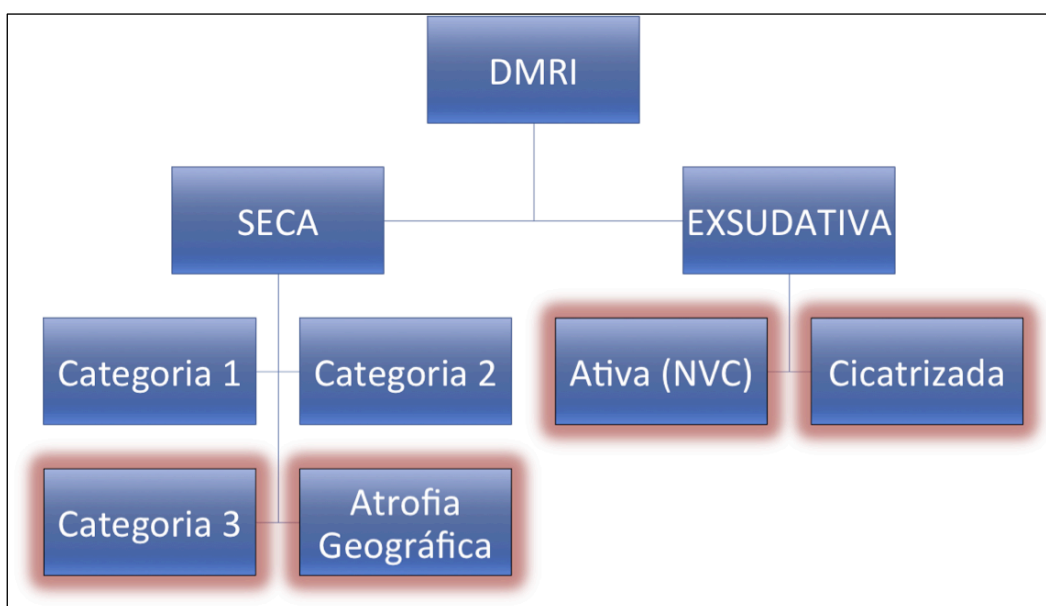 DMRI
SECA
EXSUDATIVA
Categoria 1
Categoria 2
Ativa (NVC)
Cicatrizada
Categoria 3
Atrofia
Geográfica